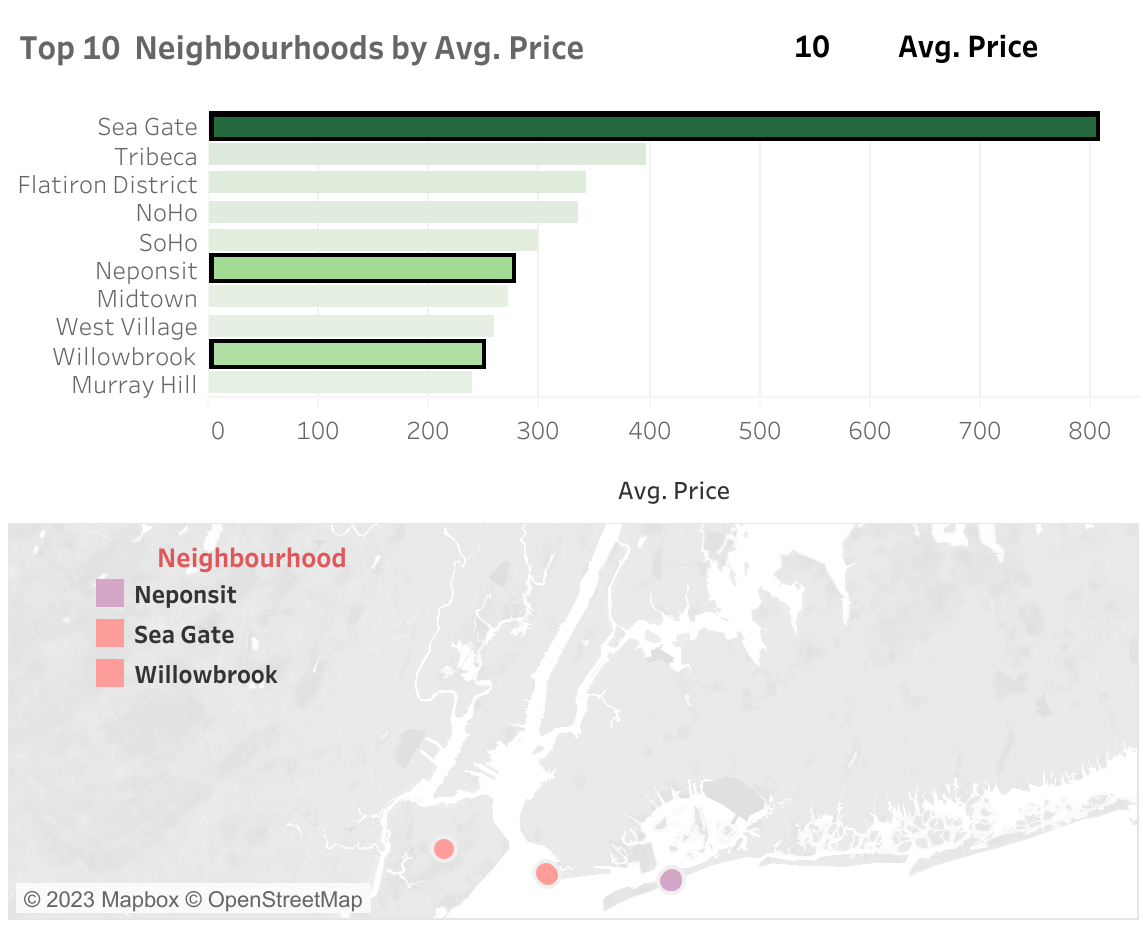 Top 10 Neighbourhoods by Avg. Price
10 Avg. Price
Sea Gate
Tribeca
Flatiron District
NoHo
SoHo
Neponsit
Midtown
West Village
Willowbrook
Murray Hill
0 100 200 300 400 500 600 700 800
Avg. Price
Neighbourhood
Neponsit
Sea Gate
Willowbrook
© 2023 Mapbox © OpenStreetMap